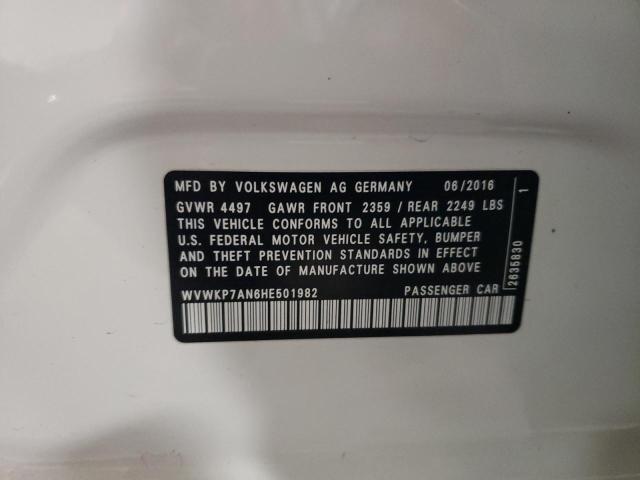 MFD BY VOLKSWAGEN AG GERMANY 06/2016
GVWR 4497 GAWR FRONT 2359 / REAR 2249 LBS
THIS VEHICLE CONFORMS TO ALL APPLICABLE
U.S. FEDERAL MOTOR VEHICLE SAFETY, BUMPER
AND THEFT PREVENTION STANDARDS IN EFFECT
ON THE DATE OF MANUFACTURE SHOWN ABOVE
WVWKP7AN6HE501982 PASSENGER CAR
2635830 1